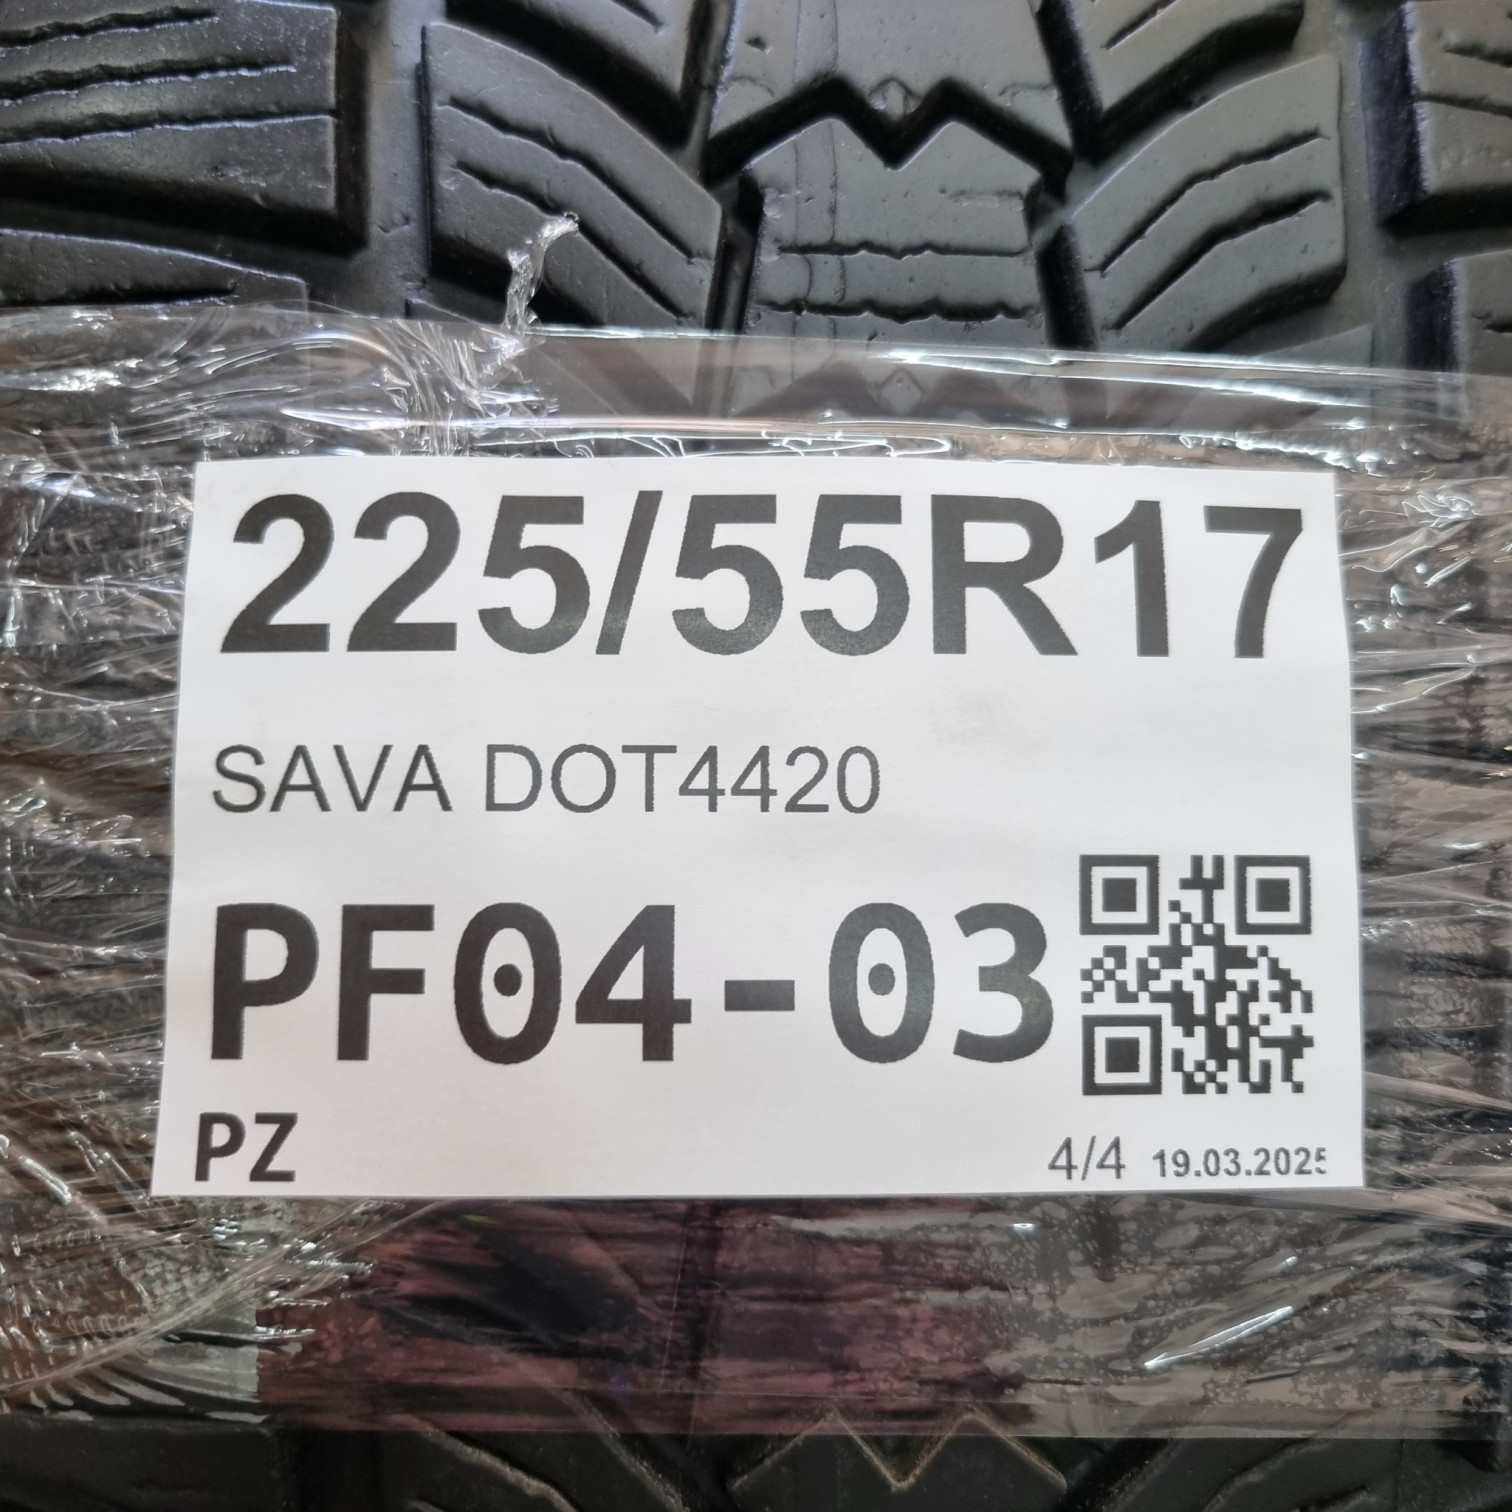 225/55R17
SAVA DOT4420
PF04-03
PZ
4/4 19.03.2025